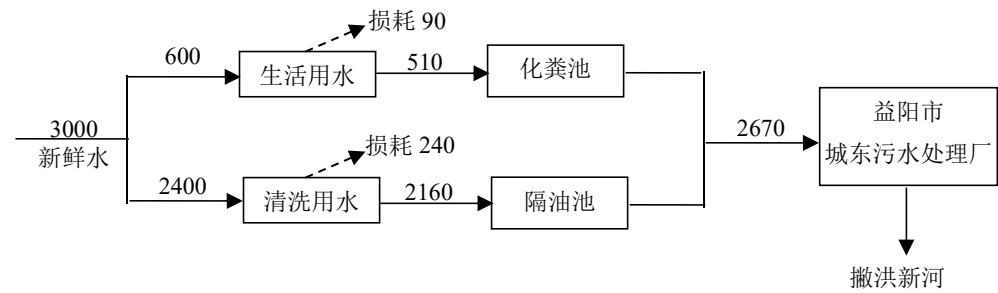 损耗 90
600
生活用水
510
化粪池
3000
新鲜水
2670
益阳市
城东污水处理厂
损耗 240
2400
清洗用水
2160
隔油池
撇洪新河